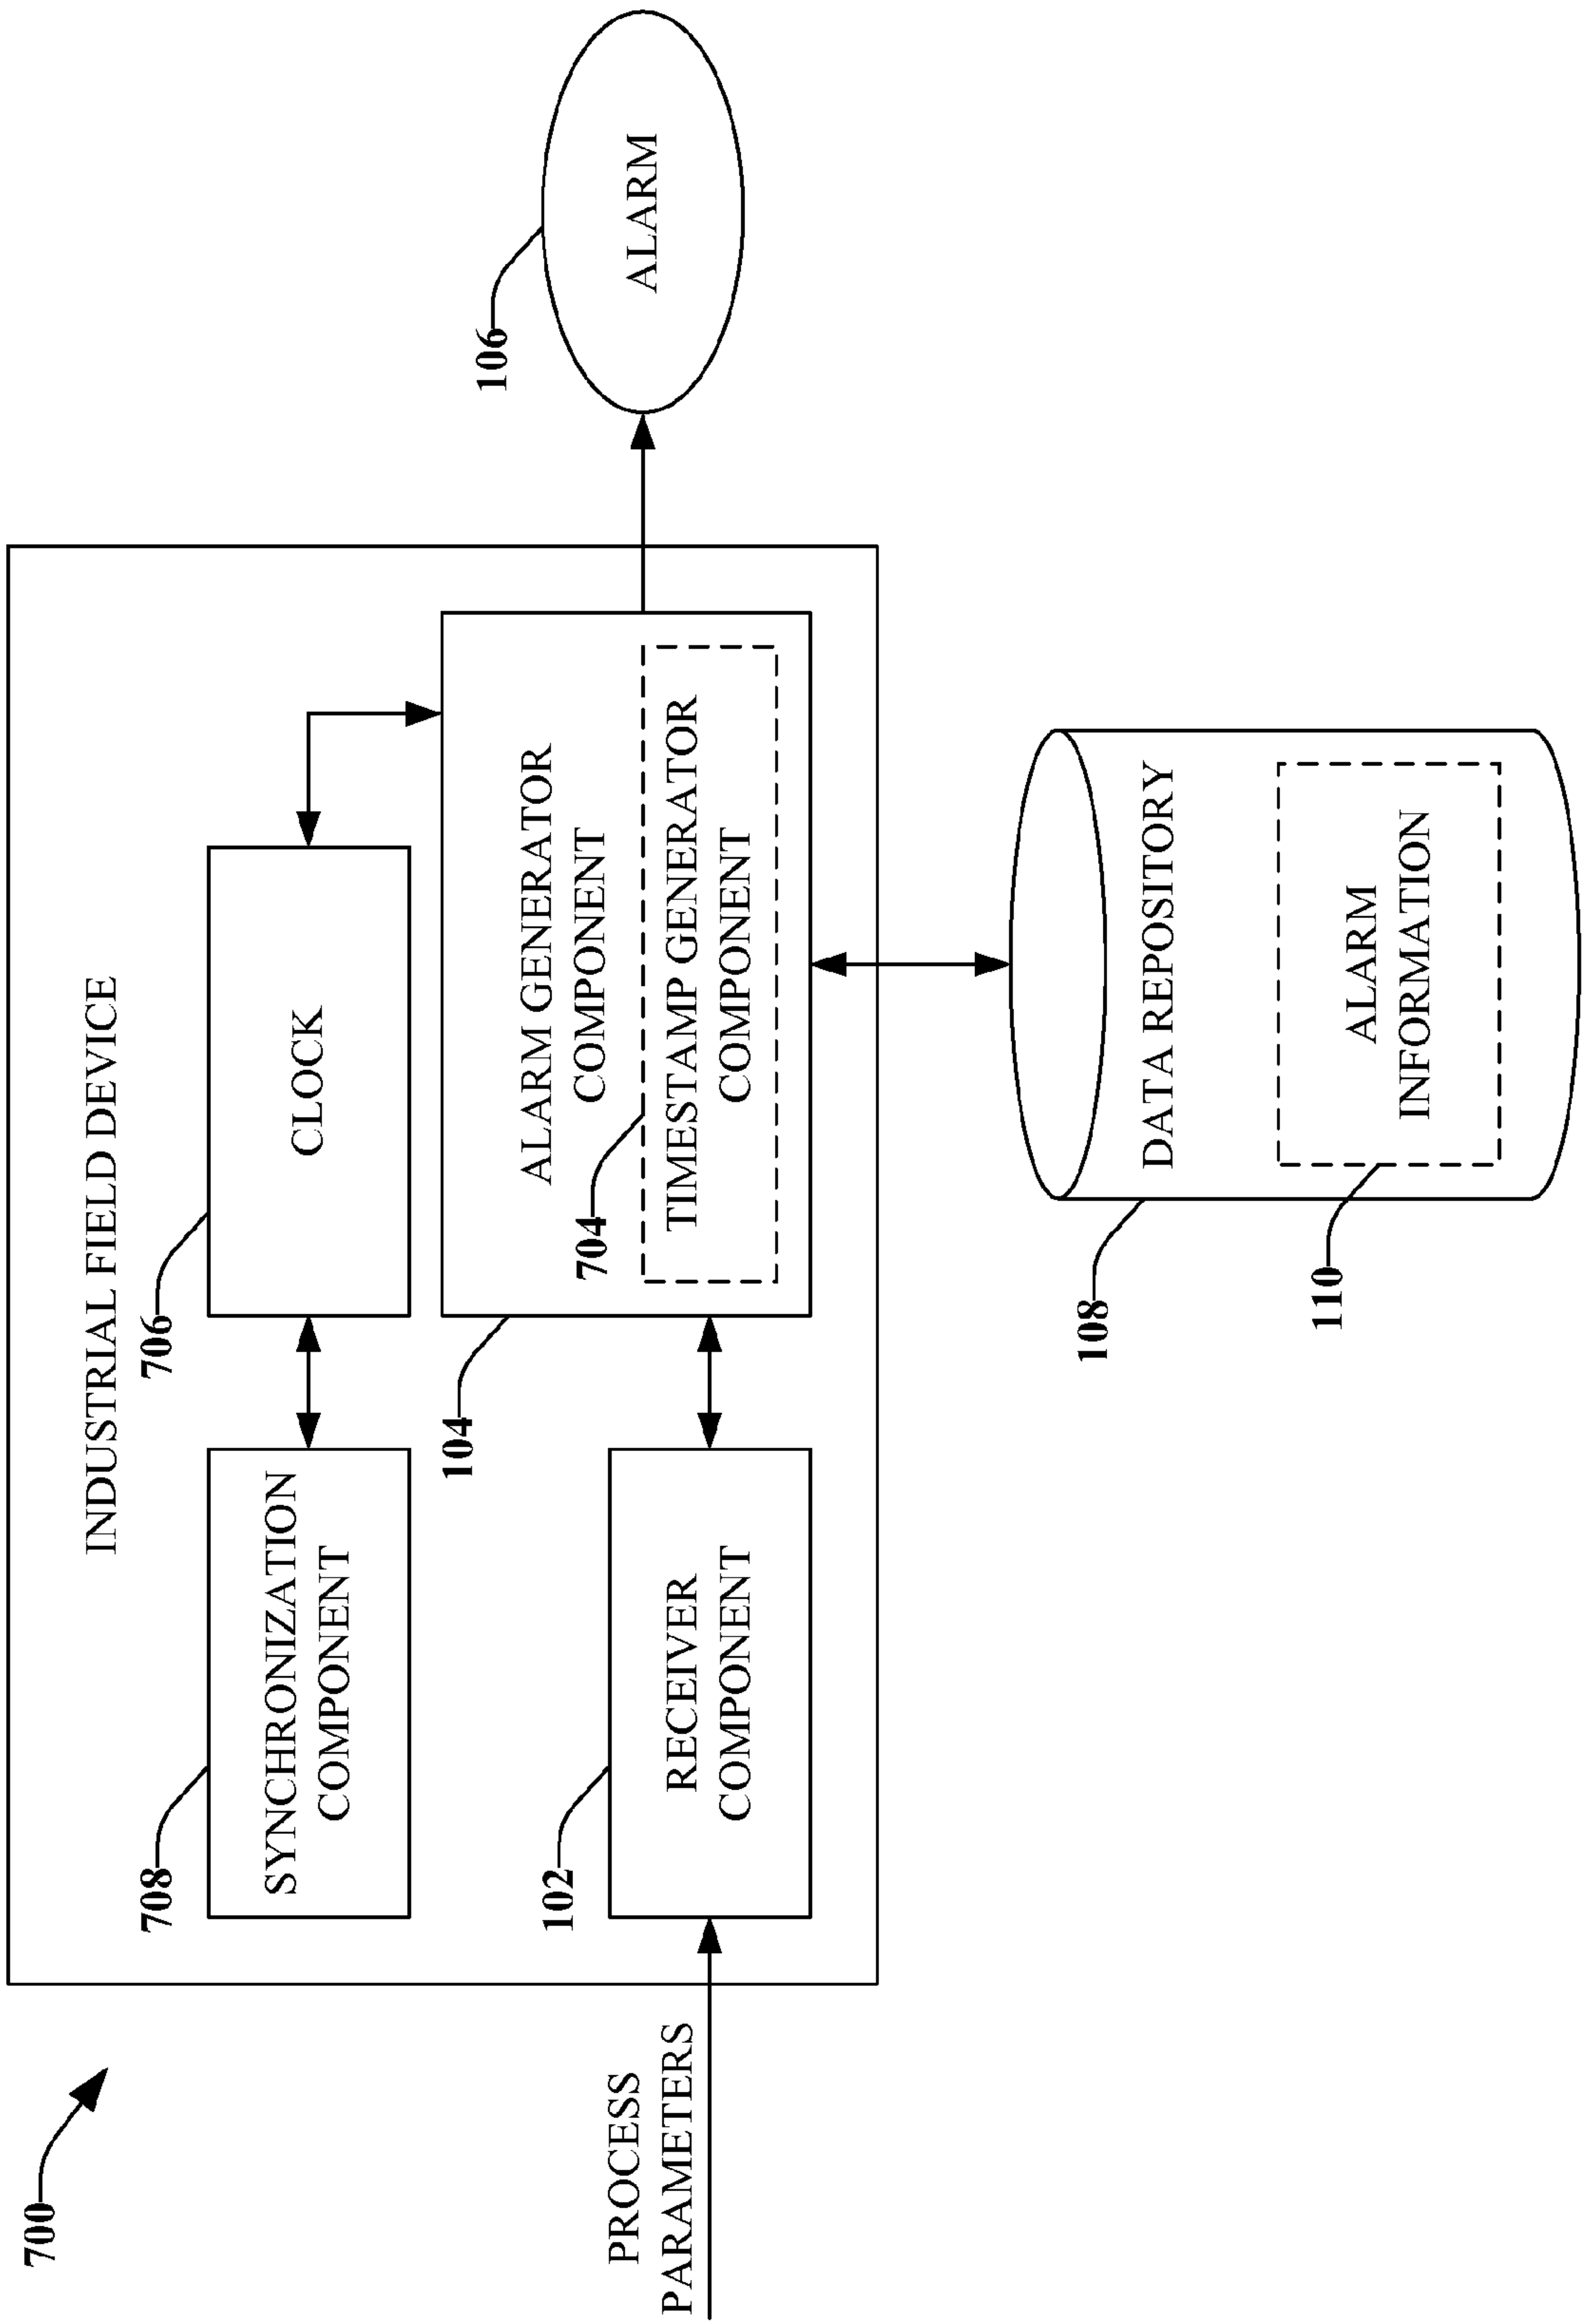 700
INDUSTRIAL FIELD DEVICE
708
SYNCHRONIZATION
COMPONENT
706
CLOCK
PROCESS
PARAMETERS
102
RECEIVER
COMPONENT
104
ALARM GENERATOR
COMPONENT
704
TIMESTAMP GENERATOR
COMPONENT
106
ALARM
108
DATA REPOSITORY
110
ALARM
INFORMATION